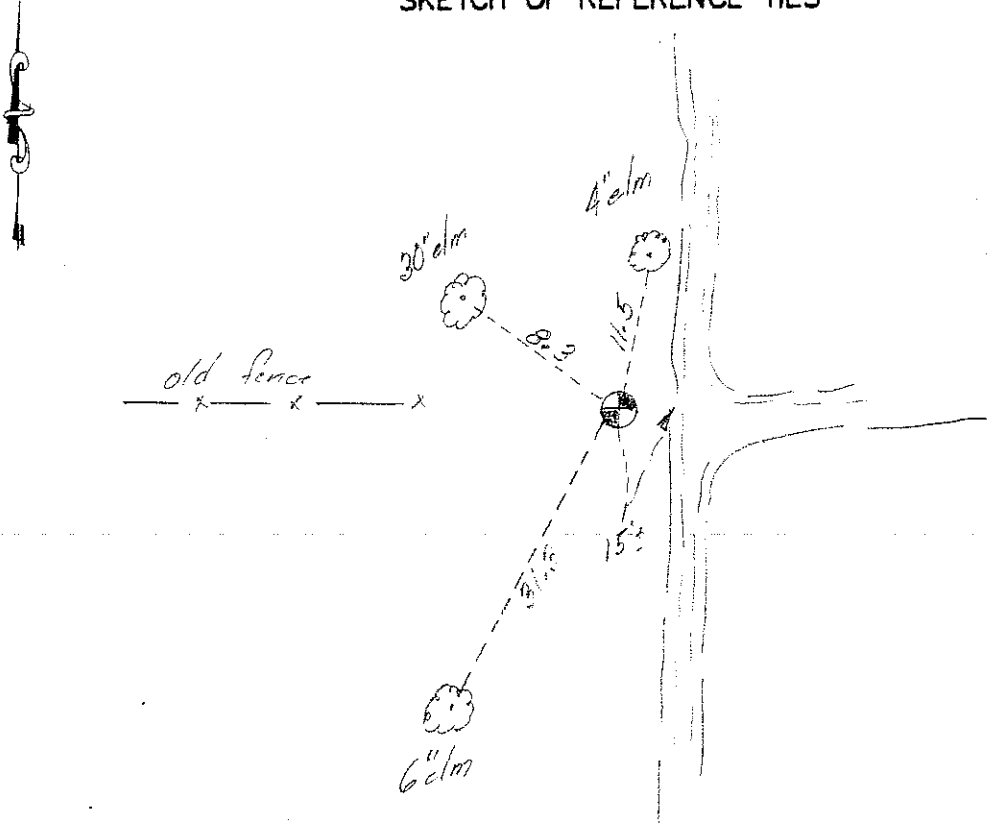 SKETCH OF REFERENCE TIES
4" elm
30" elm
11.5
8.3
old fence
15'±
6" elm